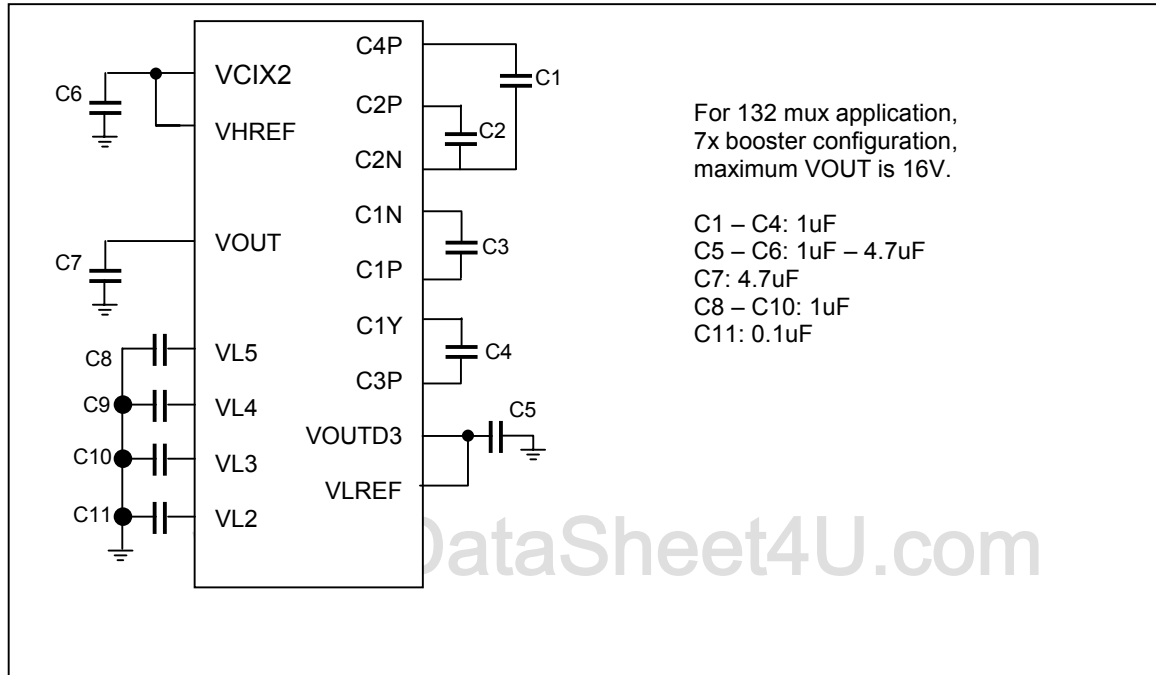 C4P
C1
VCIX2
C6
C2P
VHREF
C2
C2N
C1N
VOUT
C3
C7
C1P
C1Y
C8
VL5
C4
C3P
C9
VL4
C5
VOUTD3
C10
VL3
VLREF
C11
VL2
For 132 mux application,
7x booster configuration,
maximum VOUT is 16V.
C1 – C4: 1uF
C5 – C6: 1uF – 4.7uF
C7: 4.7uF
C8 – C10: 1uF
C11: 0.1uF
DataSheet4U.com